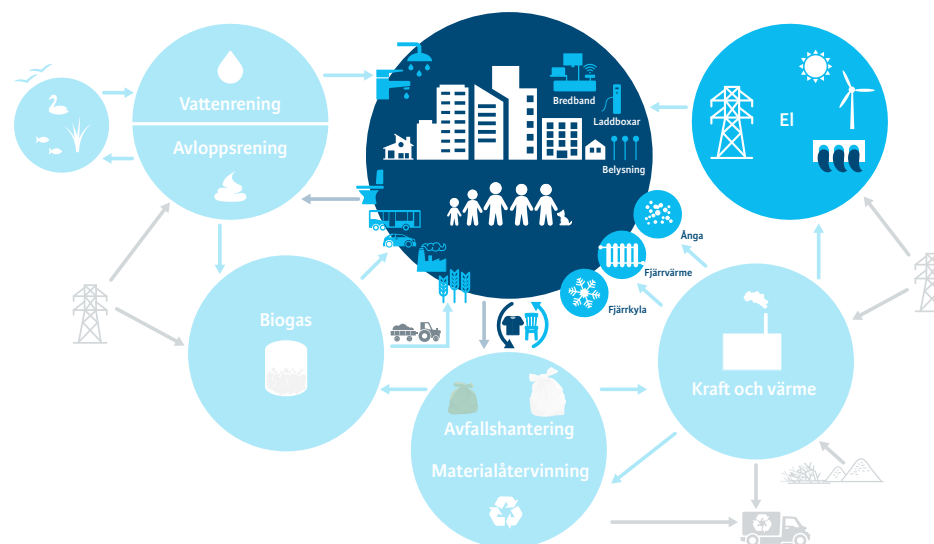 Vattenrening
Avloppsrening
Bredband
Laddboxar
Belysning
El
Ånga
Fjärrvärme
Fjärrkyla
Biogas
Kraft och värme
Avfallshantering
Materialåtervinning